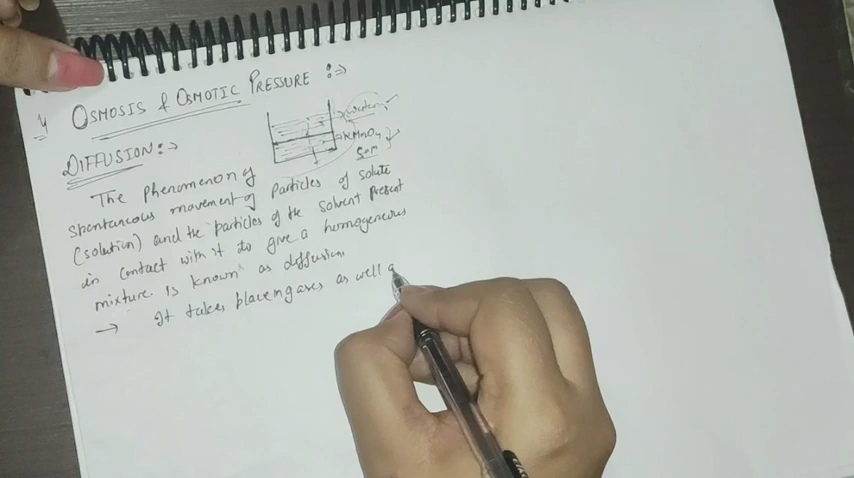 4 OSMOSIS & OSMOTIC PRESSURE :→
water
KMnO4
Solⁿ
DIFFUSION :→
The Phenomenon of
spontaneous movement of particles of solute
(solution) and the particles of the solvent present
in contact with it to give a homogeneous
mixture. Is known as diffusion
→ It takes place in gases as well a